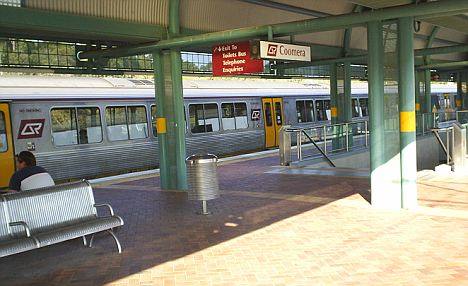 Exit To
Toilets Bus
Telephone
Enquiries
QR Coomera
QR